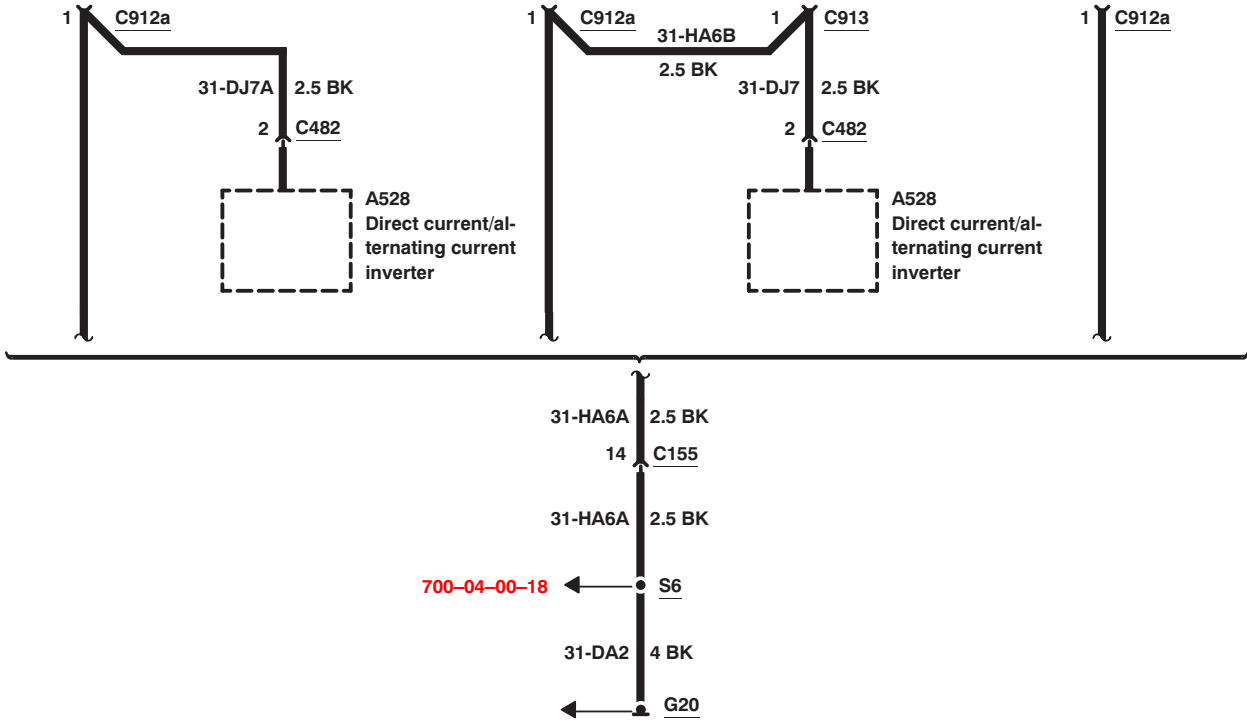 1 C912a
1 C912a
1 C913
1 C912a
31-HA6B
2.5 BK
31-DJ7A 2.5 BK
31-DJ7 2.5 BK
2 C482
2 C482
A528
Direct current/al-
ternating current
inverter
A528
Direct current/al-
ternating current
inverter
31-HA6A 2.5 BK
14 C155
31-HA6A 2.5 BK
700–04–00–18
S6
31-DA2 4 BK
G20